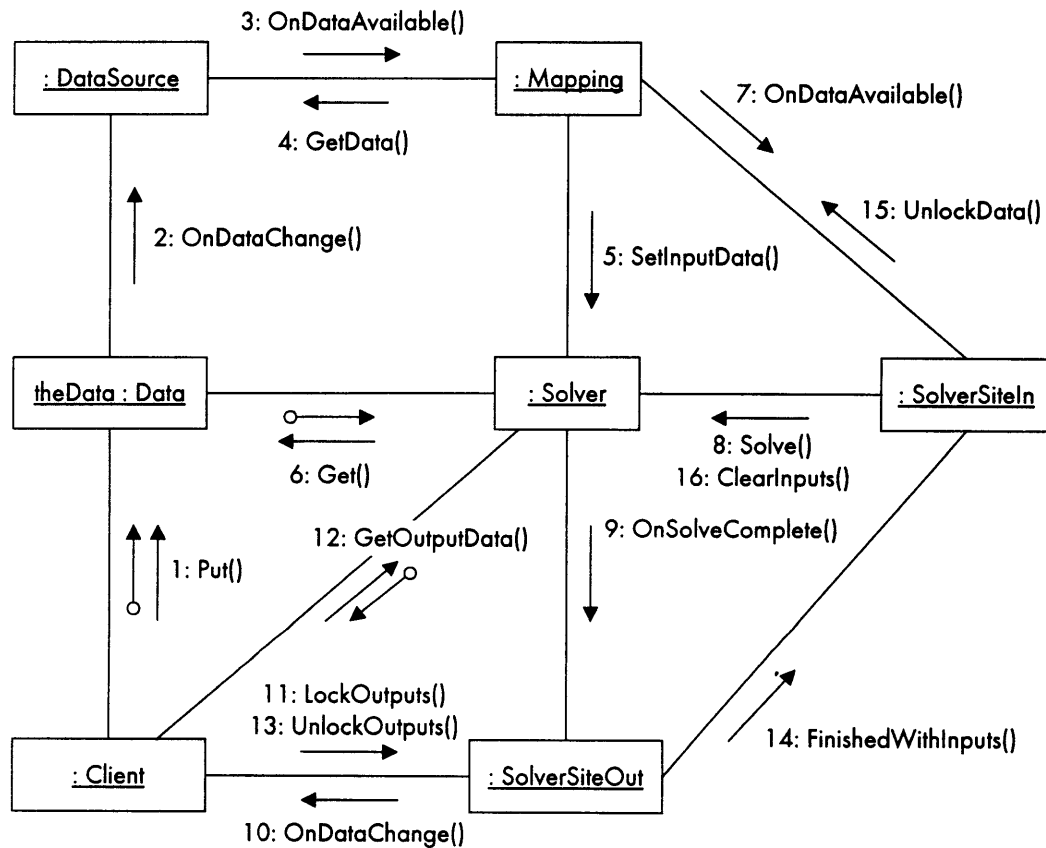 3: OnDataAvailable()
: DataSource
: Mapping
4: GetData()
7: OnDataAvailable()
15: UnlockData()
2: OnDataChange()
5: SetInputData()
theData : Data
: Solver
: SolverSiteIn
6: Get()
8: Solve()
16: ClearInputs()
12: GetOutputData()
9: OnSolveComplete()
1: Put()
11: LockOutputs()
13: UnlockOutputs()
14: FinishedWithInputs()
: Client
: SolverSiteOut
10: OnDataChange()